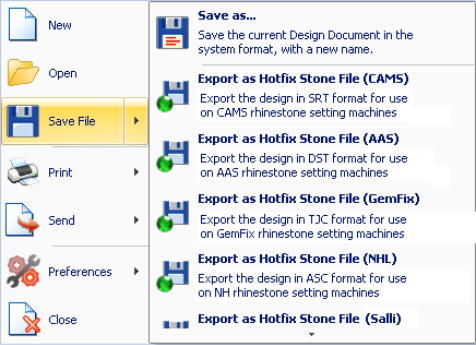 New
Open
Save File
Print
Send
Preferences
Close
Save as...
Save the current Design Document in the
system format, with a new name.
Export as Hotfix Stone File (CAMS)
Export the design in SRT format for use
on CAMS rhinestone setting machines
Export as Hotfix Stone File (AAS)
Export the design in DST format for use
on AAS rhinestone setting machines
Export as Hotfix Stone File (GemFix)
Export the design in TJC format for use
on GemFix rhinestone setting machines
Export as Hotfix Stone File (NHL)
Export the design in ASC format for use
on NH rhinestone setting machines
Export as Hotfix Stone File (Salli)